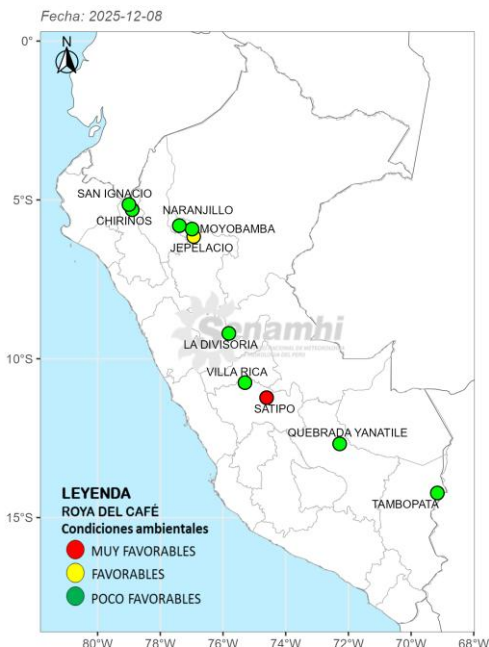 Fecha: 2025-12-08
0°
N
SAN IGNACIO
5°S
CHIRINOS
NARANJILLO
MOYOBAMBA
JEPELACIO
Senamhi
LA DIVISORIA
10°S
VILLA RICA
SATIPO
QUEBRADA YANATILE
TAMBOPATA
LEYENDA
ROYA DEL CAFÉ
15°S
Condiciones ambientales
MUY FAVORABLES
FAVORABLES
POCO FAVORABLES
80°W 78°W 76°W 74°W 72°W 70°W 68°W